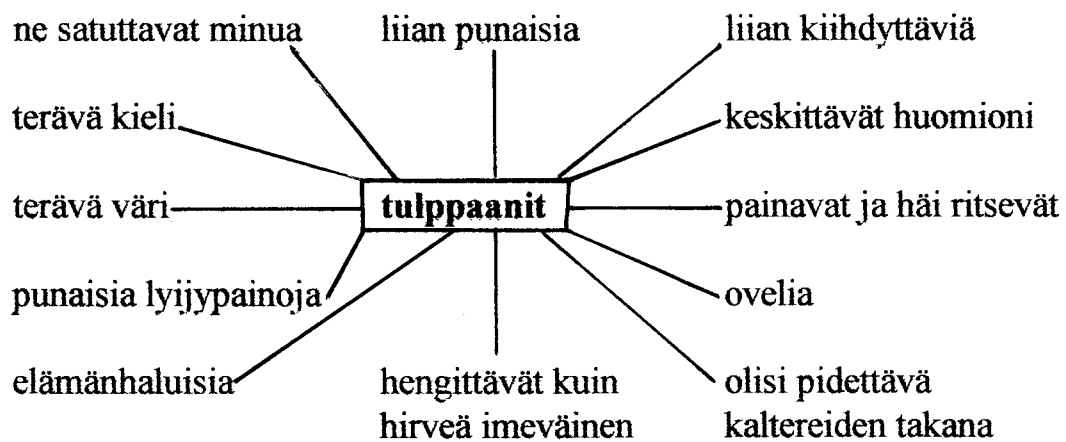 ne satuttavat minua
liian punaisia
liian kiihdyttäviä
terävä kieli
keskittävät huomioni
terävä väri
tulppaanit
painavat ja häi ritsevät
punaisia lyijypainoja
ovelia
elämänhaluisia
hengittävät kuin
hirveä imeväinen
olisi pidettävä
kaltereiden takana